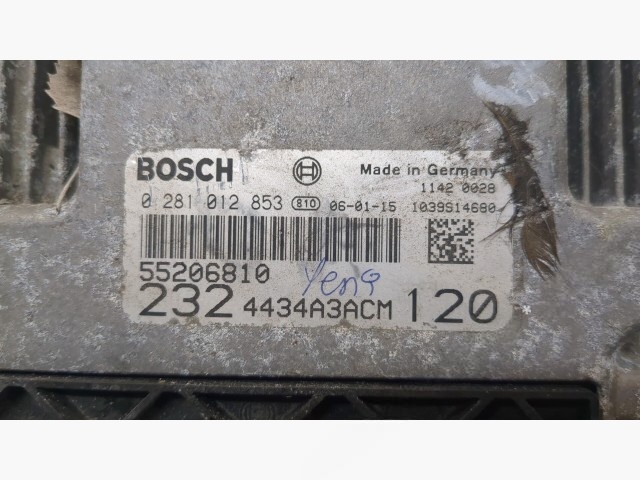 BOSCH Made in Germany
1142 0028
0 281 012 853 810 06-01-15 1039S14680
55206810
232 4434A3ACM 120